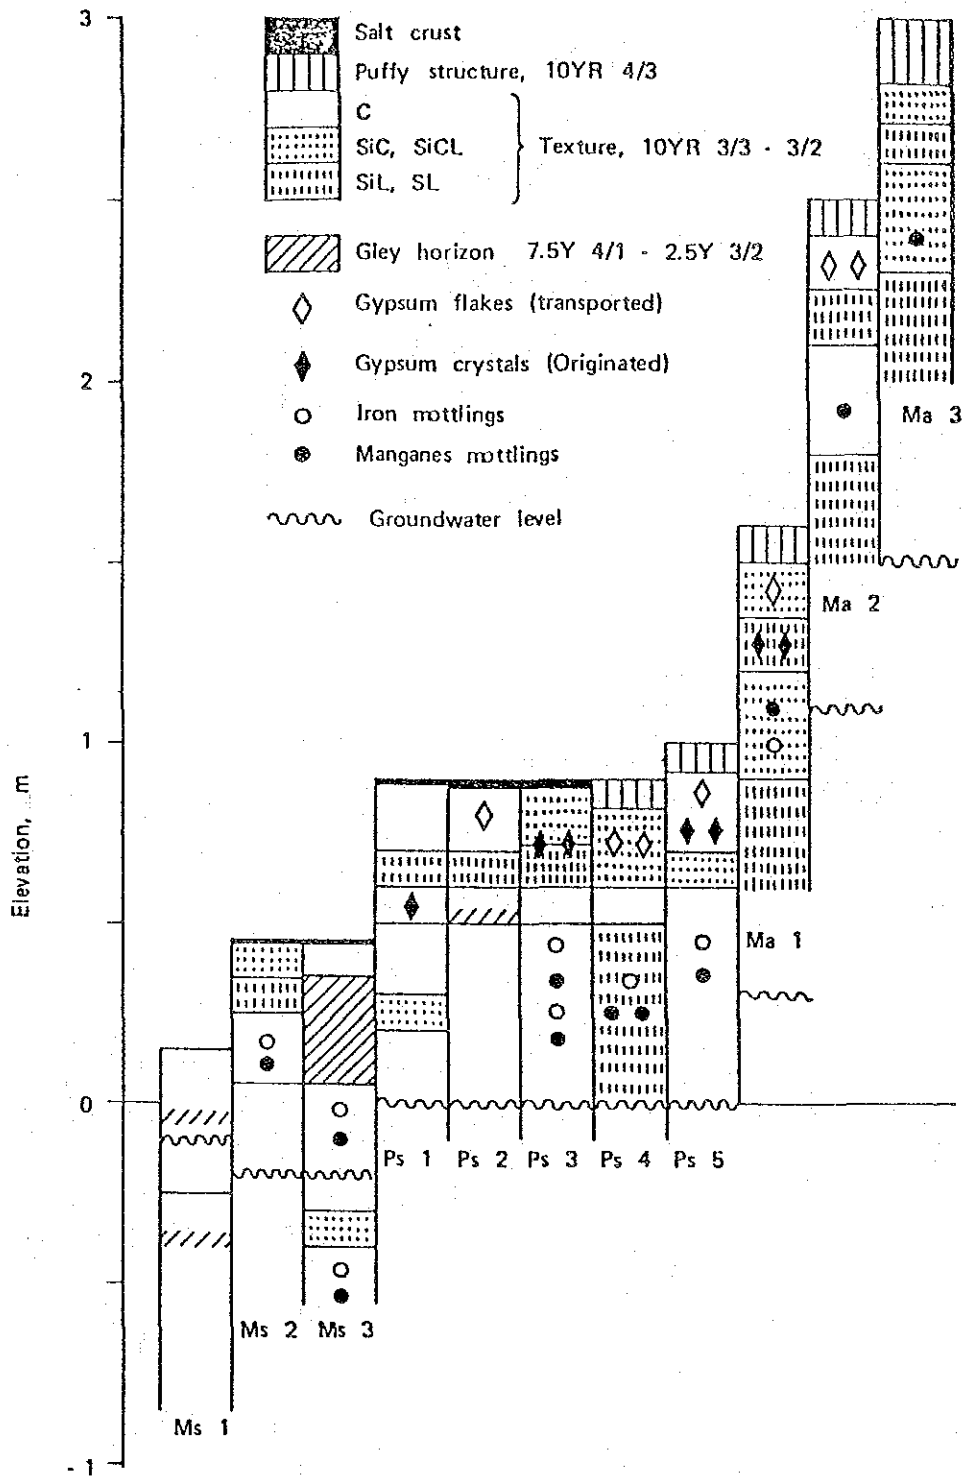 3
Salt crust
Puffy structure, 10YR 4/3
C
SiC, SiCL
Texture, 10YR 3/3 - 3/2
SiL, SL
Gley horizon 7.5Y 4/1 - 2.5Y 3/2
Gypsum flakes (transported)
Gypsum crystals (Originated)
2
Iron mottlings
Ma 3
Manganes mottlings
Groundwater level
Ma 2
1
Elevation, m
Ma 1
0
Ps 1 Ps 2 Ps 3 Ps 4 Ps 5
Ms 2 Ms 3
Ms 1
- 1